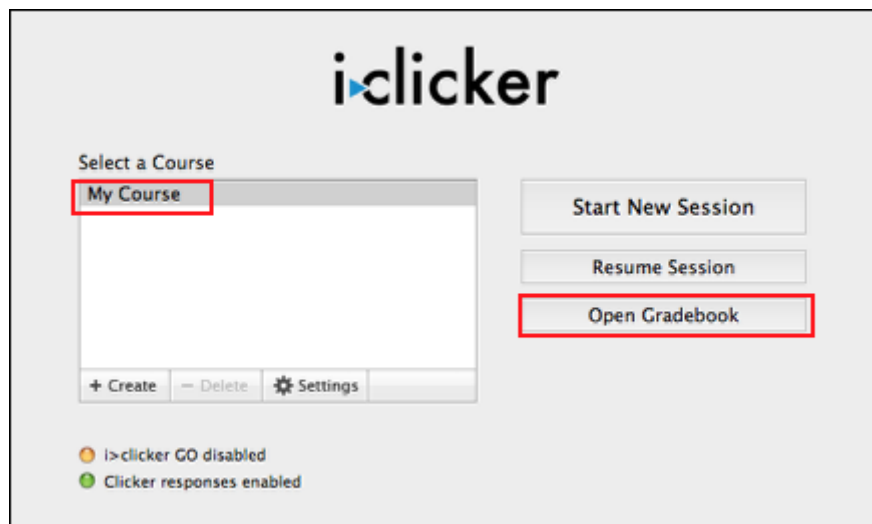 i>clicker
Select a Course
My Course
Start New Session
Resume Session
Open Gradebook
+ Create
− Delete
Settings
i>clicker GO disabled
Clicker responses enabled